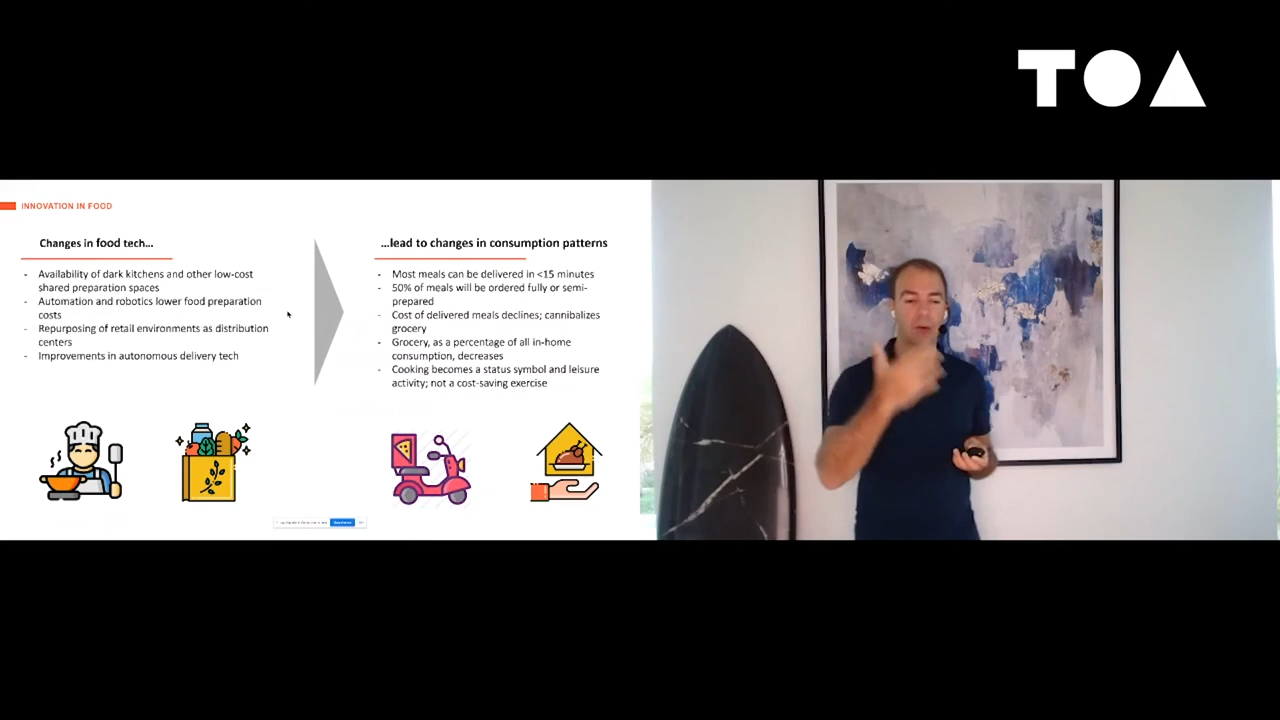 TOA
INNOVATION IN FOOD
Changes in food tech...
- Availability of dark kitchens and other low-cost
shared preparation spaces
- Automation and robotics lower food preparation
costs
- Repurposing of retail environments as distribution
centers
- Improvements in autonomous delivery tech
...lead to changes in consumption patterns
- Most meals can be delivered in <15 minutes
- 50% of meals will be ordered fully or semi-
prepared
- Cost of delivered meals declines; cannibalizes
grocery
- Grocery, as a percentage of all in-home
consumption, decreases
- Cooking becomes a status symbol and leisure
activity; not a cost-saving exercise